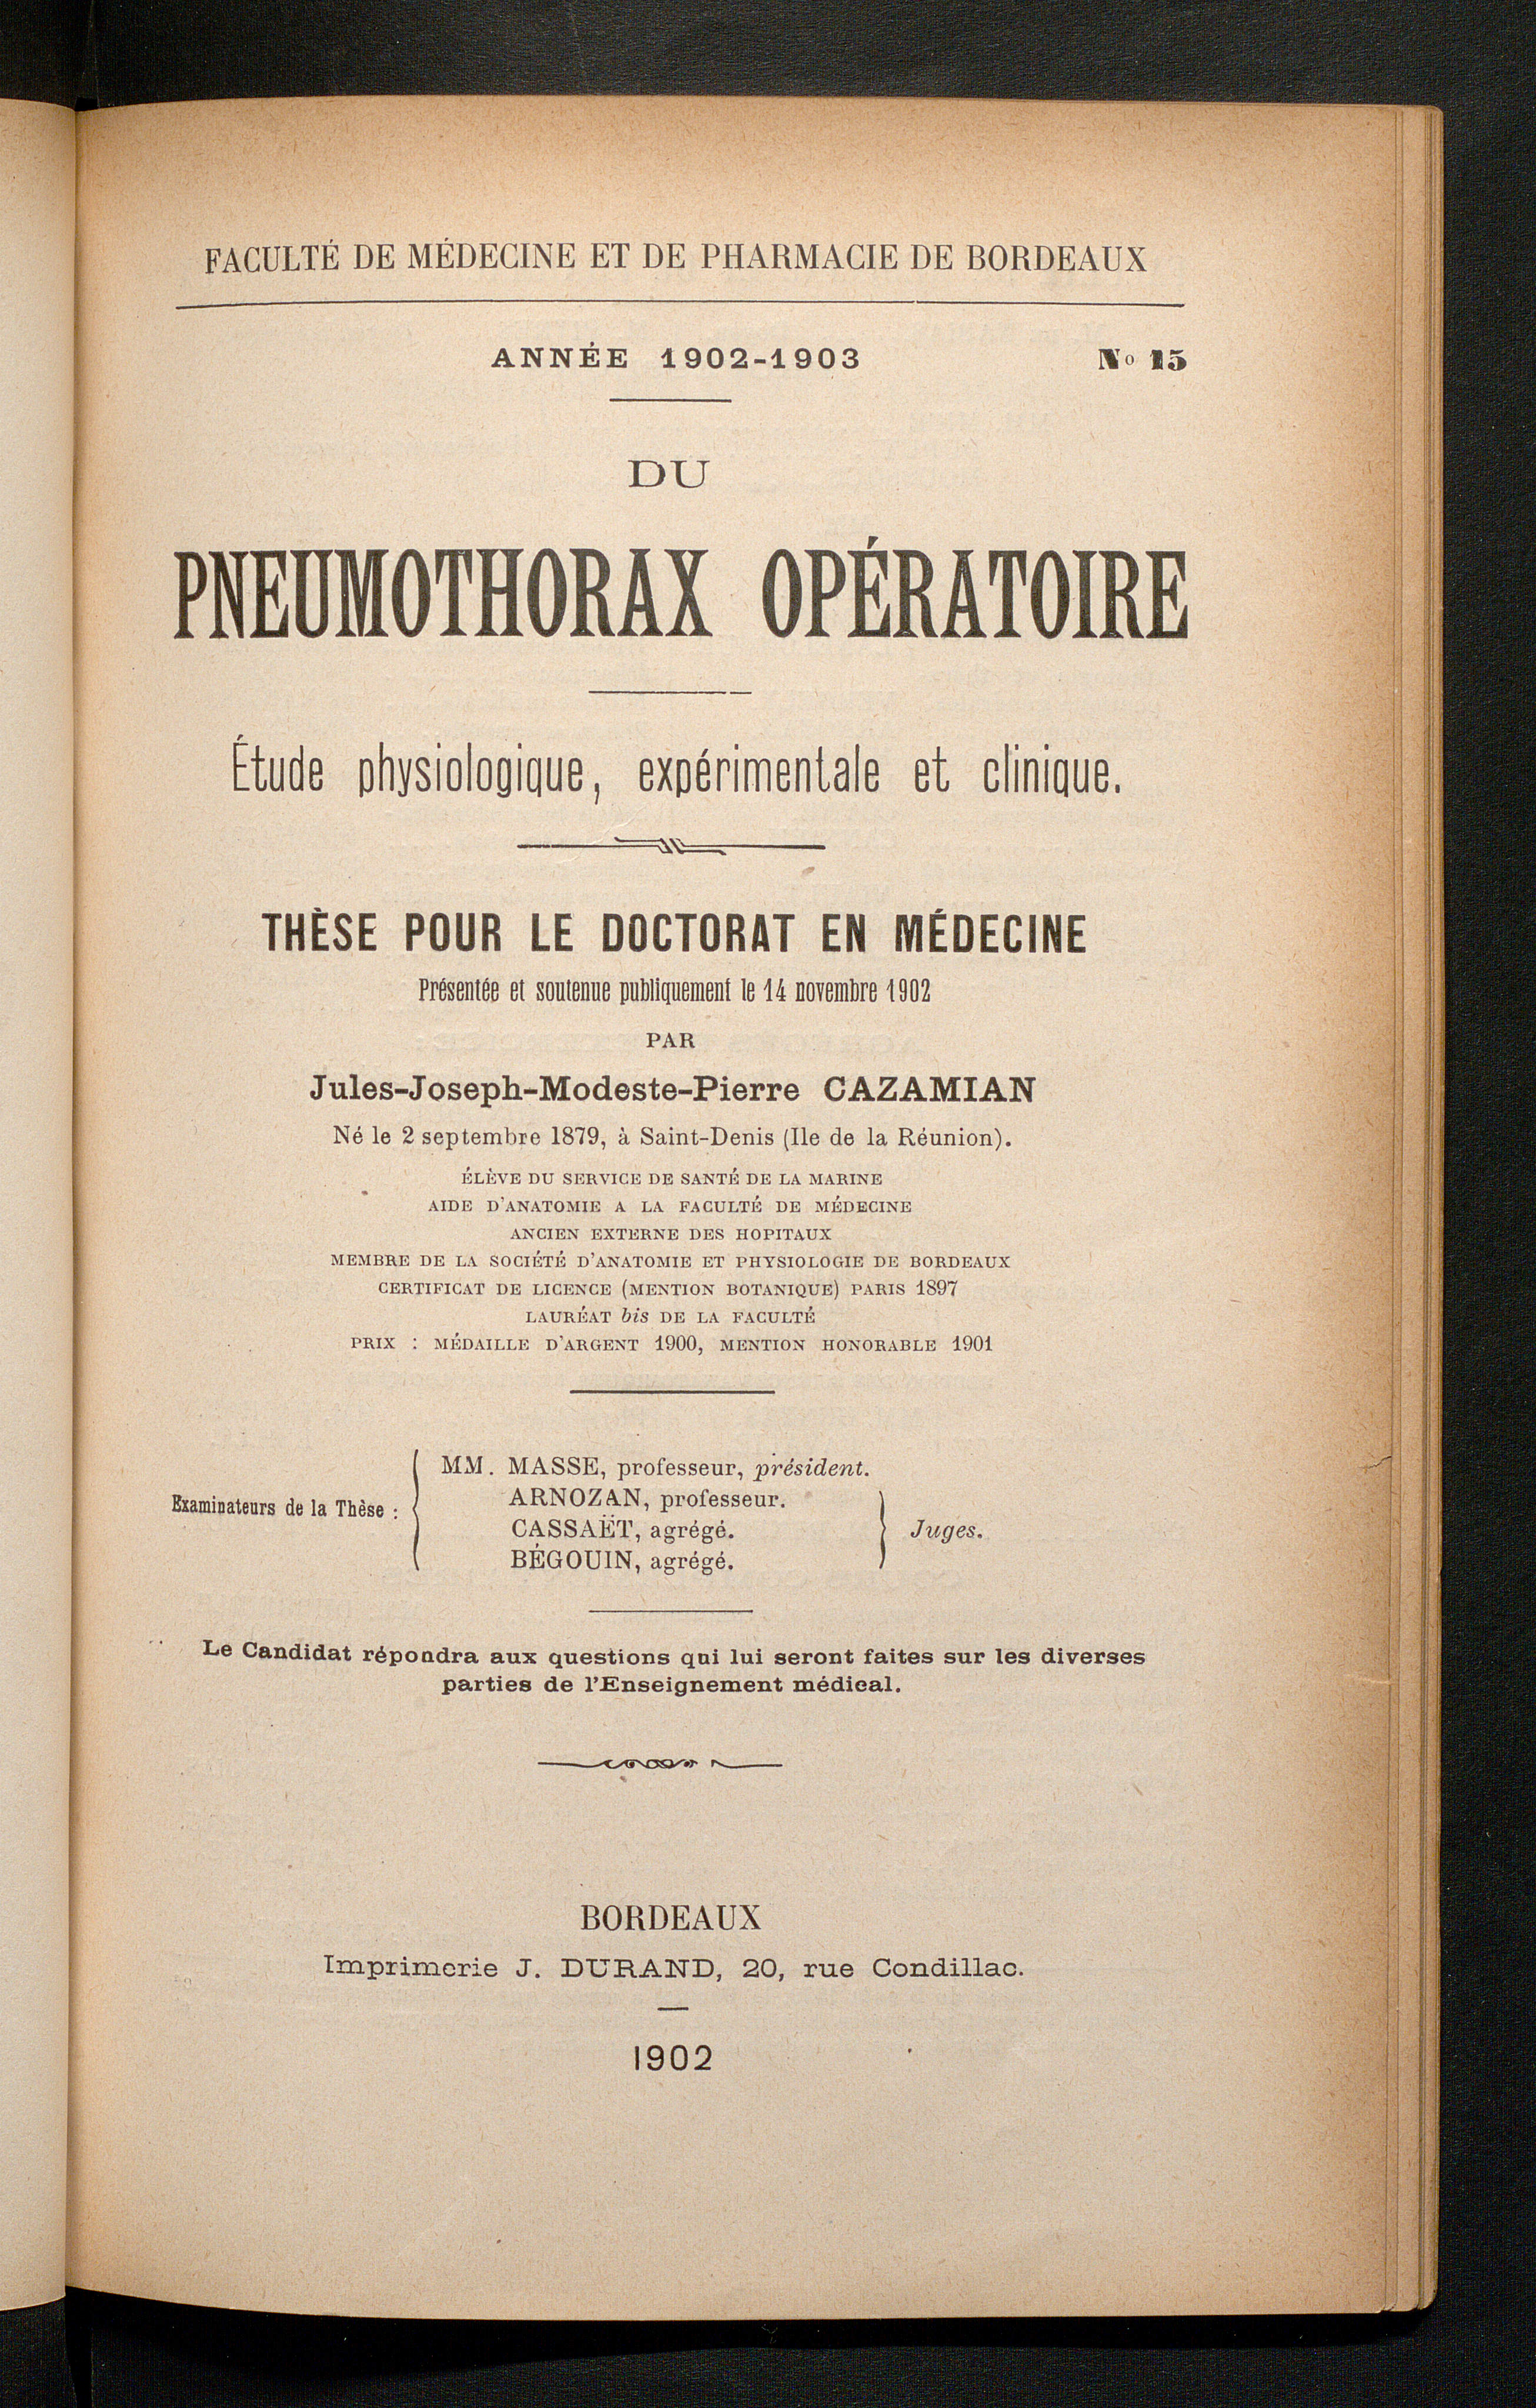 FACULTÉ DE MÉDECINE ET DE PHARMACIE DE BORDEAUX
ANNÉE 1902-1903 No 15
DU
PNEUMOTHORAX OPÉRATOIRE
Étude physiologique, expérimentale et clinique.
THÈSE POUR LE DOCTORAT EN MÉDECINE
Présentée et soutenue publiquement le 14 novembre 1902
PAR
Jules-Joseph-Modeste-Pierre CAZAMIAN
Né le 2 septembre 1879, à Saint-Denis (Ile de la Réunion).
ÉLÈVE DU SERVICE DE SANTÉ DE LA MARINE
AIDE D'ANATOMIE A LA FACULTÉ DE MÉDECINE
ANCIEN EXTERNE DES HOPITAUX
MEMBRE DE LA SOCIÉTÉ D'ANATOMIE ET PHYSIOLOGIE DE BORDEAUX
CERTIFICAT DE LICENCE (MENTION BOTANIQUE) PARIS 1897
LAURÉAT bis DE LA FACULTÉ
PRIX : MÉDAILLE D'ARGENT 1900, MENTION HONORABLE 1901
MM. MASSE, professeur, président.
Examinateurs de la Thèse : ARNOZAN, professeur.
CASSAËT, agrégé. Juges.
BÉGOUIN, agrégé.
Le Candidat répondra aux questions qui lui seront faites sur les diverses
parties de l'Enseignement médical.
BORDEAUX
Imprimerie J. DURAND, 20, rue Condillac.
1902